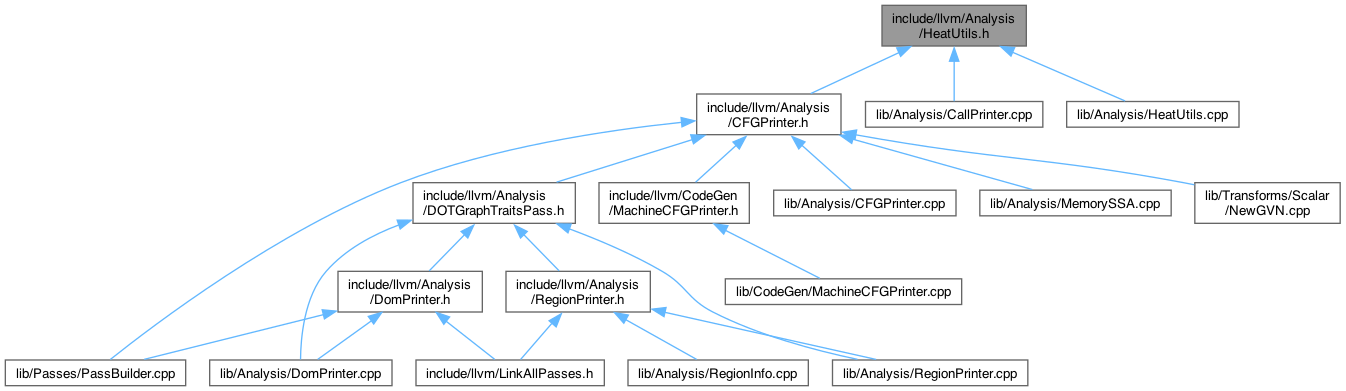 include/llvm/Analysis
/HeatUtils.h
include/llvm/Analysis
/CFGPrinter.h
lib/Analysis/CallPrinter.cpp
lib/Analysis/HeatUtils.cpp
include/llvm/Analysis
/DOTGraphTraitsPass.h
include/llvm/CodeGen
/MachineCFGPrinter.h
lib/Analysis/CFGPrinter.cpp
lib/Analysis/MemorySSA.cpp
lib/Transforms/Scalar
/NewGVN.cpp
include/llvm/Analysis
/DomPrinter.h
include/llvm/Analysis
/RegionPrinter.h
lib/CodeGen/MachineCFGPrinter.cpp
lib/Passes/PassBuilder.cpp
lib/Analysis/DomPrinter.cpp
include/llvm/LinkAllPasses.h
lib/Analysis/RegionInfo.cpp
lib/Analysis/RegionPrinter.cpp